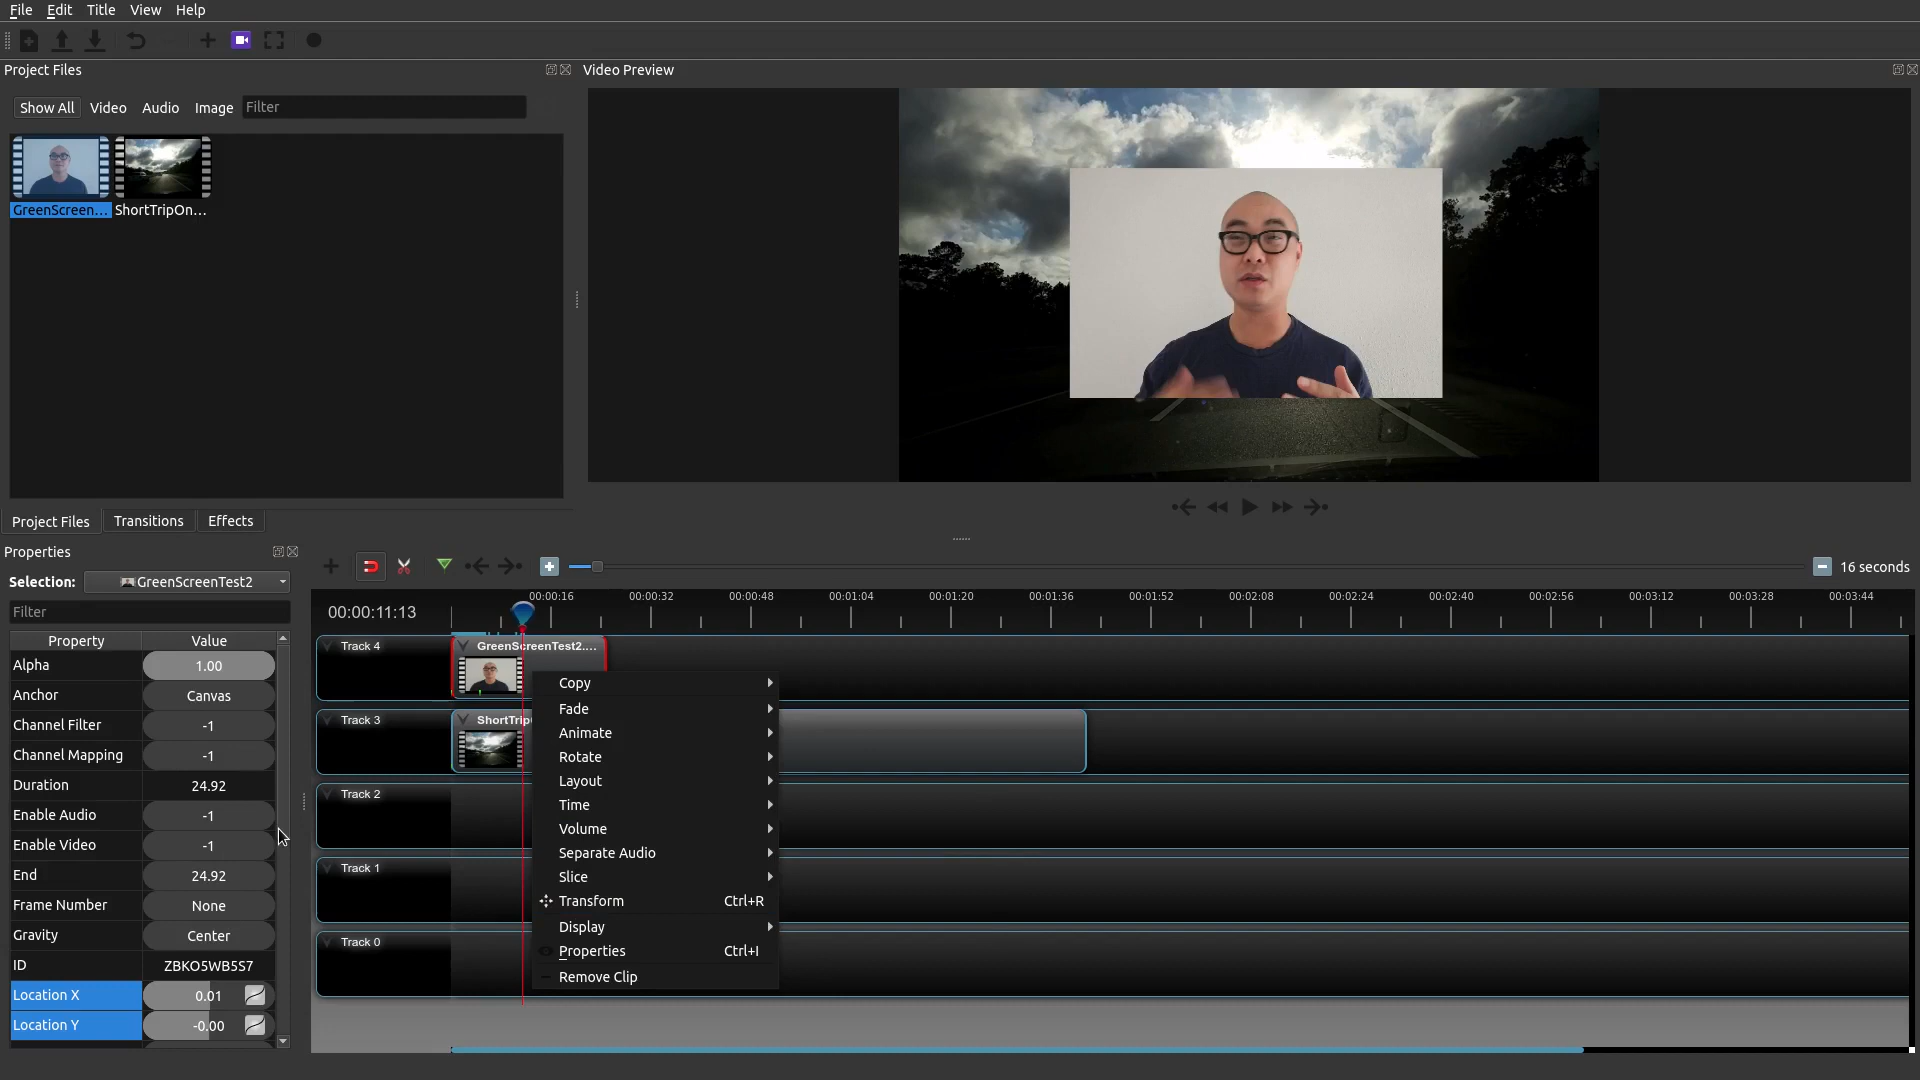 File Edit Title View Help
Project Files
Video Preview
Show All Video Audio Image Filter
GreenScreen... ShortTripOn...
Project Files Transitions Effects
Properties
Selection: GreenScreenTest2
16 seconds
Filter
00:00:11:13
00:00:16 00:00:32 00:00:48 00:01:04 00:01:20 00:01:36 00:01:52 00:02:08 00:02:24 00:02:40 00:02:56 00:03:12 00:03:28 00:03:44
Property Value
Alpha 1.00
Anchor Canvas
Channel Filter -1
Channel Mapping -1
Duration 24.92
Enable Audio -1
Enable Video -1
End 24.92
Frame Number None
Gravity Center
ID ZBKO5WB5S7
Location X 0.01
Location Y -0.00
Track 4
GreenScreenTest2....
Track 3
ShortTrip
Track 2
Track 1
Track 0
Copy
Fade
Animate
Rotate
Layout
Time
Volume
Separate Audio
Slice
Transform Ctrl+R
Display
Properties Ctrl+I
Remove Clip